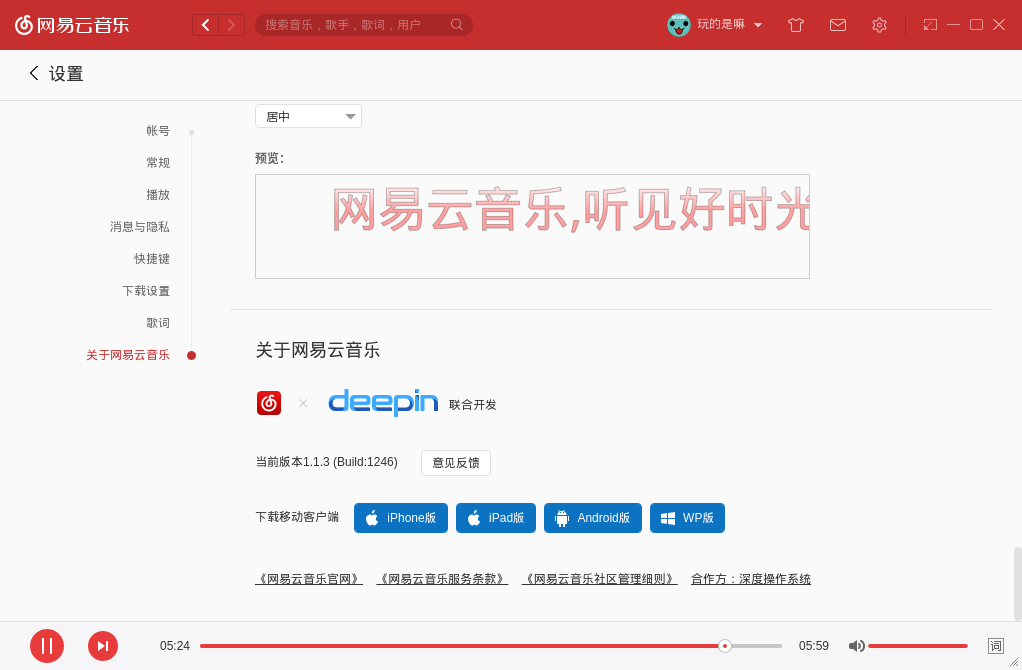 网易云音乐
搜索音乐，歌手，歌词，用户
玩的是嘛
设置
帐号
常规
播放
消息与隐私
快捷键
下载设置
歌词
关于网易云音乐
居中
预览：
网易云音乐,听见好时光
关于网易云音乐
× deepin 联合开发
当前版本1.1.3 (Build:1246) 意见反馈
下载移动客户端 iPhone版 iPad版 Android版 WP版
《网易云音乐官网》 《网易云音乐服务条款》 《网易云音乐社区管理细则》 合作方：深度操作系统
05:24 05:59 词